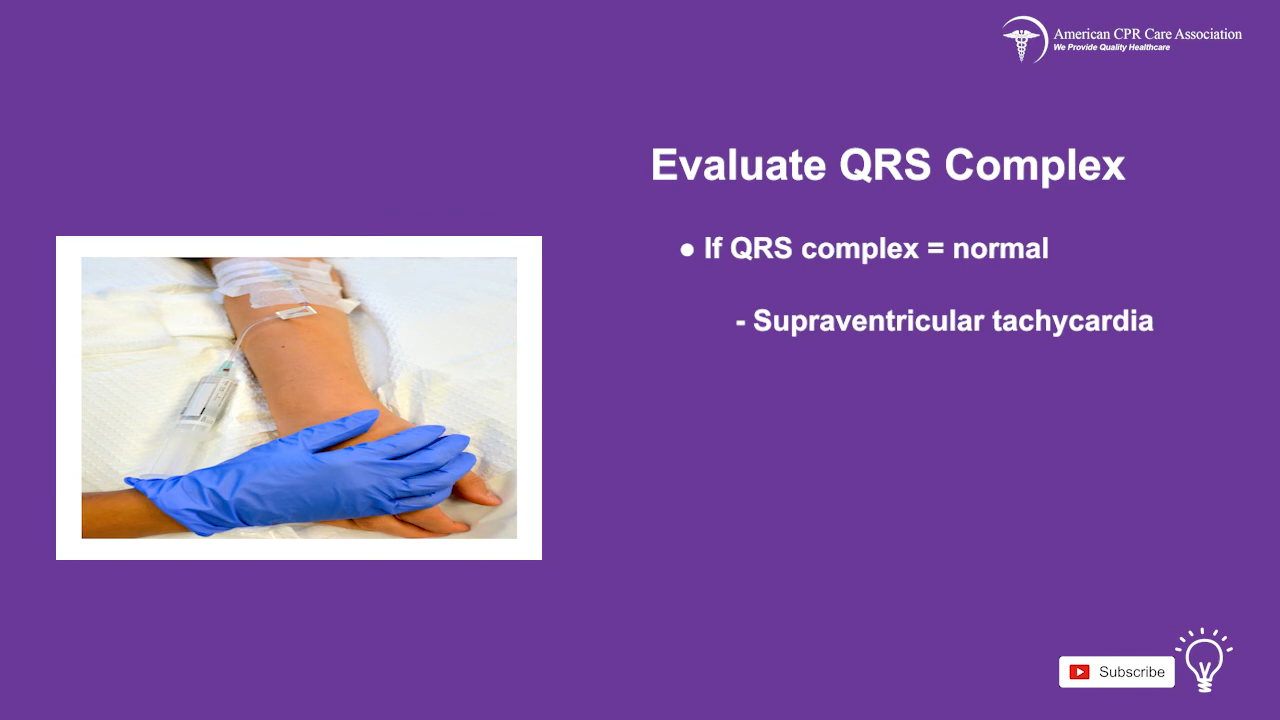 American CPR Care Association
We Provide Quality Healthcare
Evaluate QRS Complex
● If QRS complex = normal
- Supraventricular tachycardia
Subscribe